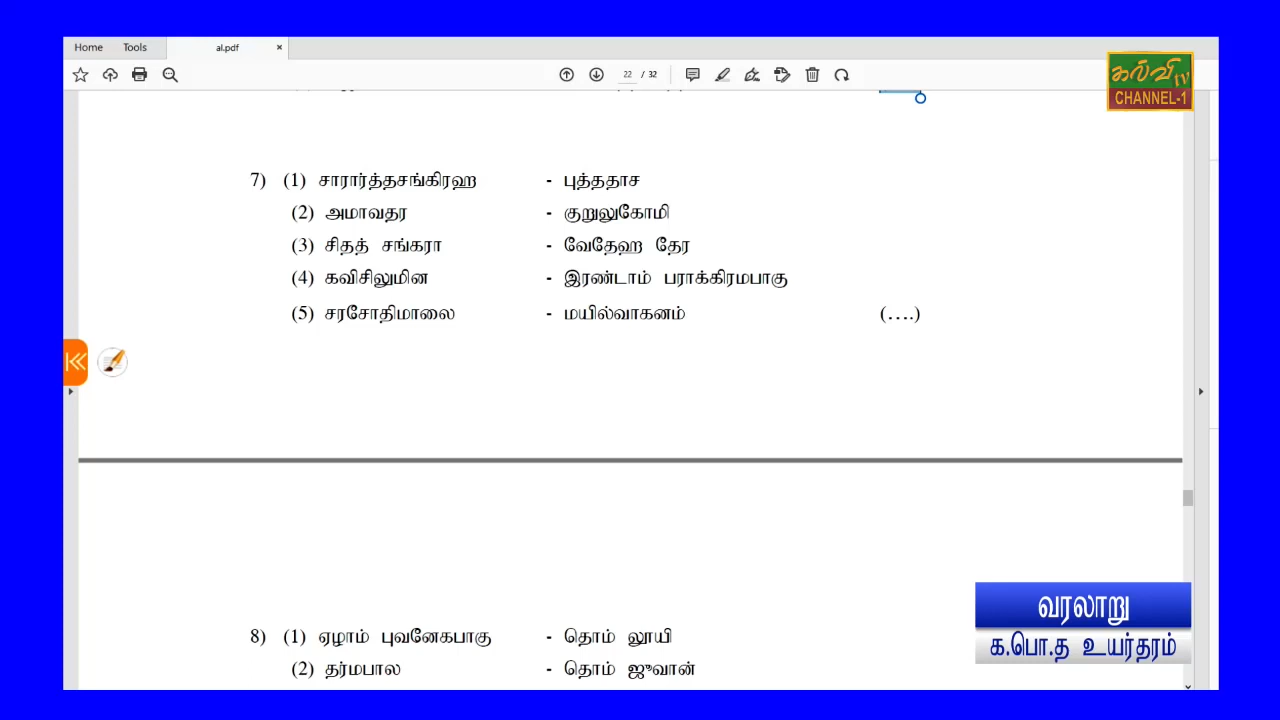 Home Tools al.pdf ×
22 / 32
கல்வி TV
CHANNEL-1
7) (1) சாரார்த்தசங்கிரஹ - புத்ததாச
(2) அமாவதர - குறுலுகோமி
(3) சிதத் சங்கரா - வேதேஹ தேர
(4) கவிசிலுமின - இரண்டாம் பராக்கிரமபாகு
(5) சரசோதிமாலை - மயில்வாகனம் (....)
8) (1) ஏழாம் புவனேகபாகு - தொம் லூயி
(2) தர்மபால - தொம் ஜுவான்
வரலாறு
க.பொ.த உயர்தரம்